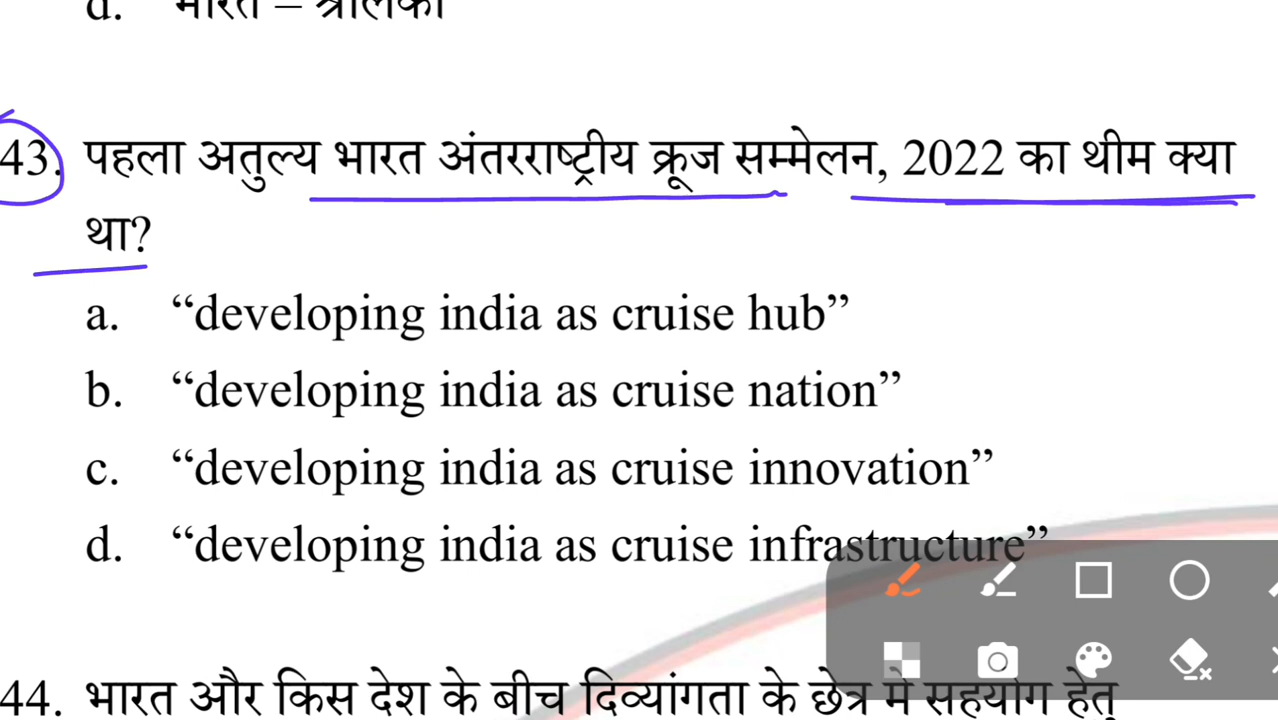 d. भारत – श्रीलंका
43. पहला अतुल्य भारत अंतरराष्ट्रीय क्रूज सम्मेलन, 2022 का थीम क्या
था?
a. “developing india as cruise hub”
b. “developing india as cruise nation”
c. “developing india as cruise innovation”
d. “developing india as cruise infrastructure”
44. भारत और किस देश के बीच दिव्यांगता के छेत्र में सहयोग हेतु